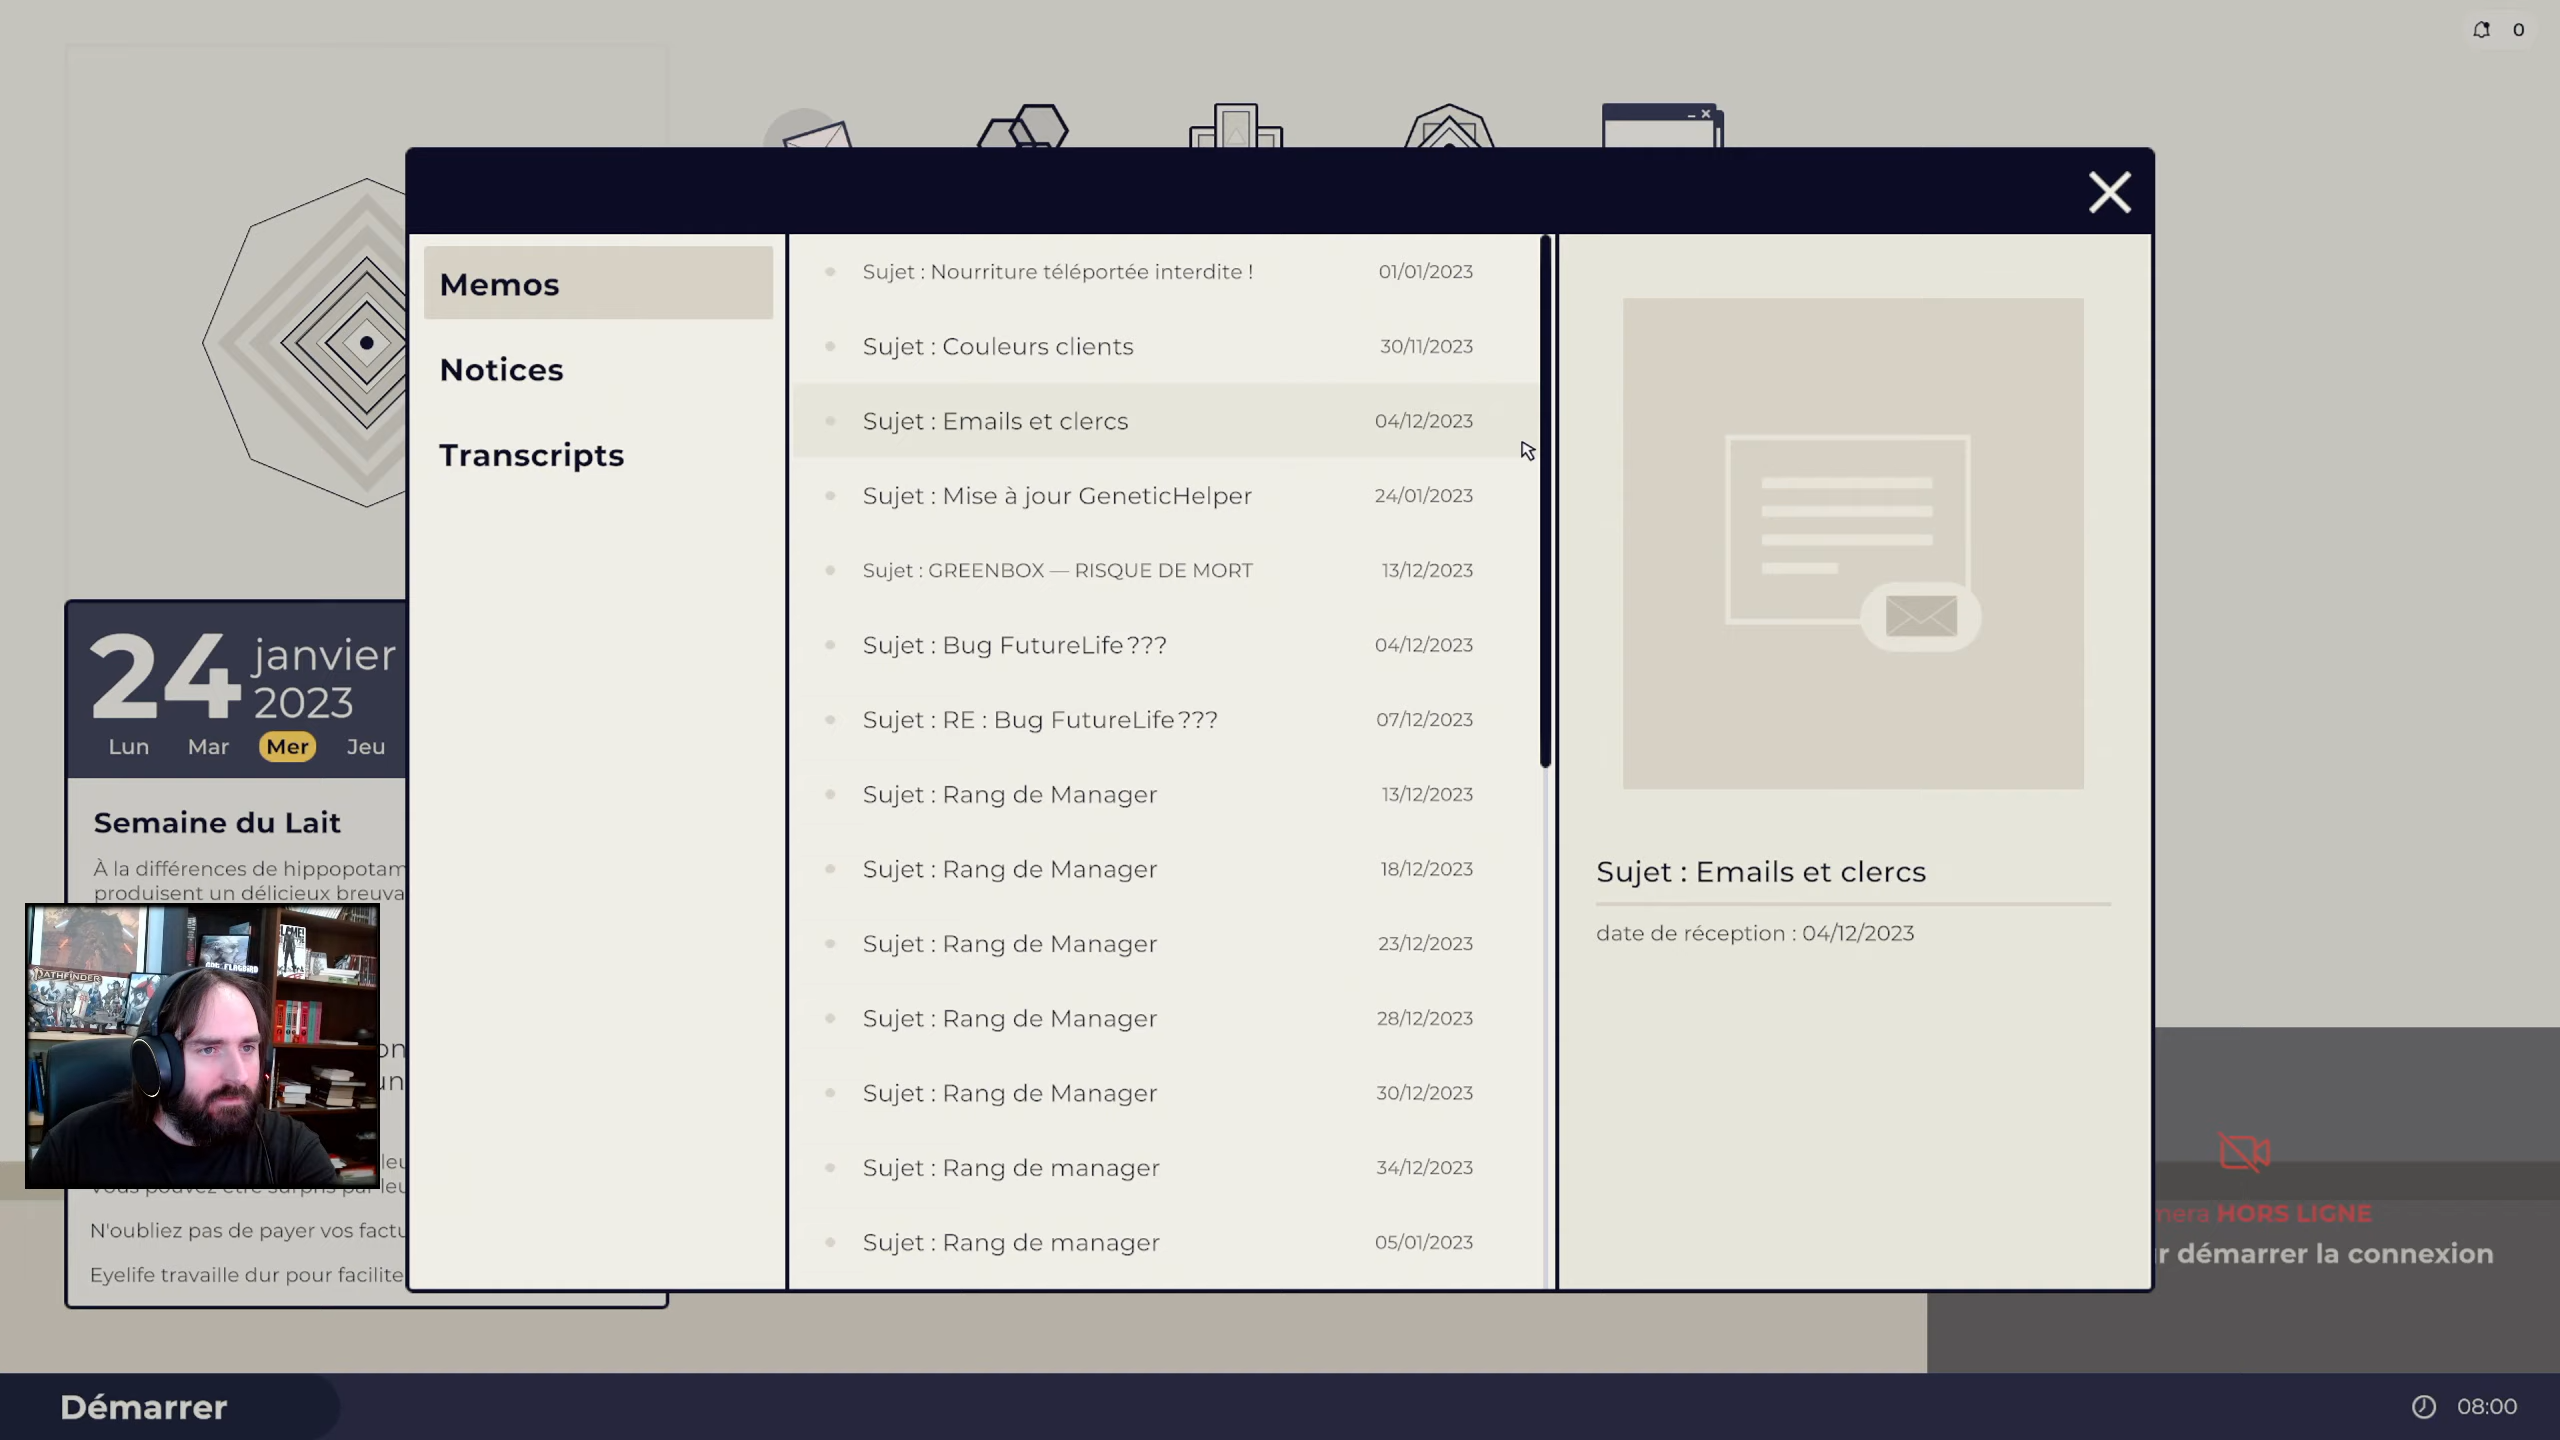 0
Memos
Notices
Transcripts
Sujet : Nourriture téléportée interdite ! 01/01/2023
Sujet : Couleurs clients 30/11/2023
Sujet : Emails et clercs 04/12/2023
Sujet : Mise à jour GeneticHelper 24/01/2023
Sujet : GREENBOX — RISQUE DE MORT 13/12/2023
Sujet : Bug FutureLife ??? 04/12/2023
Sujet : RE : Bug FutureLife ??? 07/12/2023
Sujet : Rang de Manager 13/12/2023
Sujet : Rang de Manager 18/12/2023
Sujet : Rang de Manager 23/12/2023
Sujet : Rang de Manager 28/12/2023
Sujet : Rang de Manager 30/12/2023
Sujet : Rang de manager 34/12/2023
Sujet : Rang de manager 05/01/2023
Sujet : Emails et clercs
date de réception : 04/12/2023
24 janvier 2023
Lun Mar Mer Jeu
Semaine du Lait
À la différences de hippopotam
produisent un délicieux breuva
N'oubliez pas de payer vos factu
Eyelife travaille dur pour facilite
PATHFINDER
HORS LIGNE
r démarrer la connexion
Démarrer
08:00